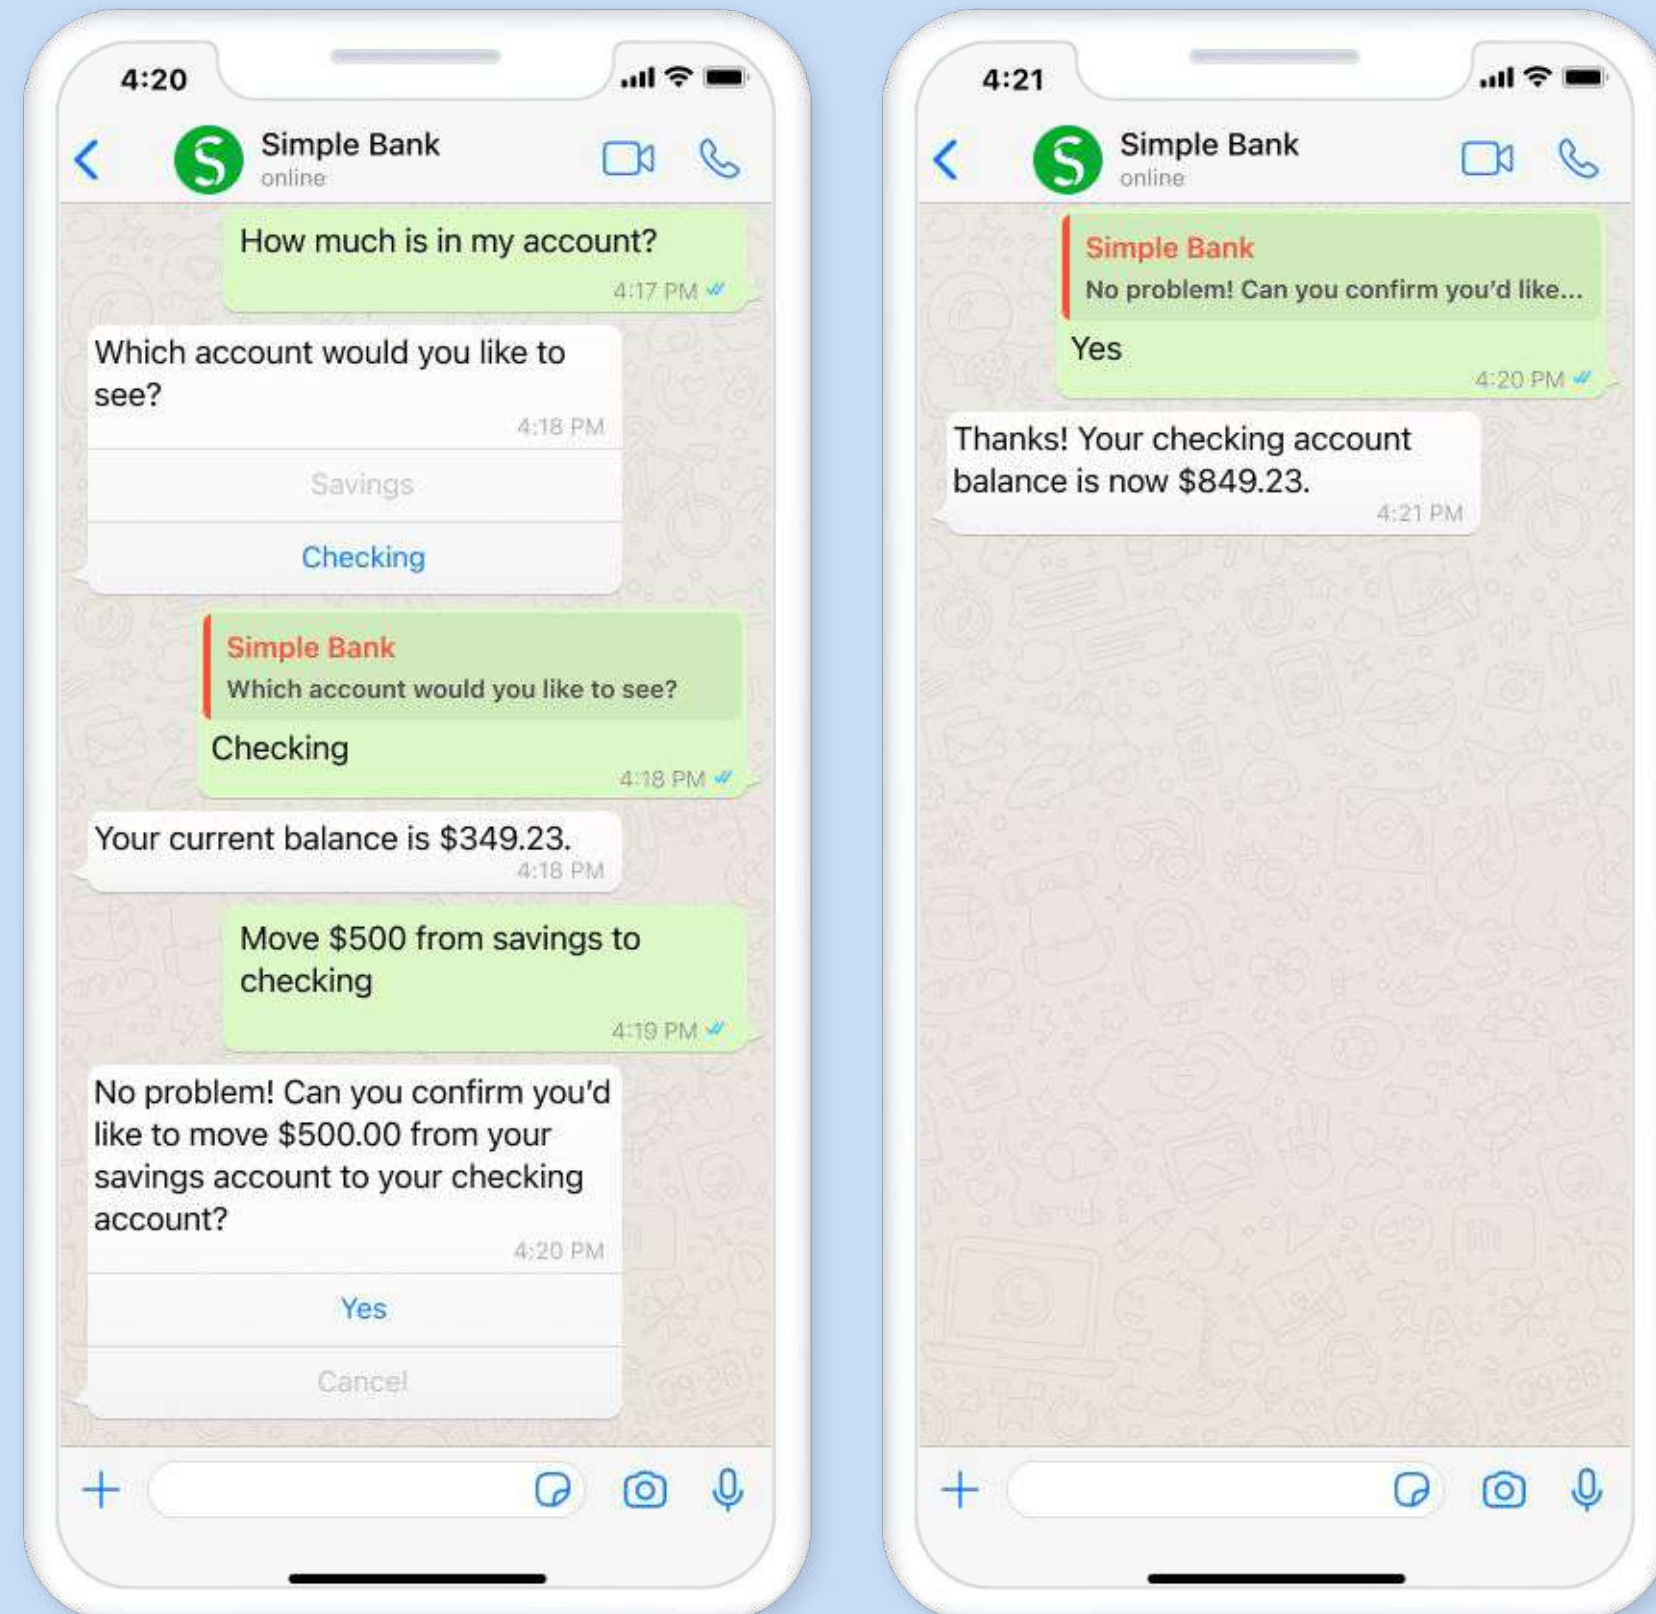 4:20
Simple Bank
online
How much is in my account?
4:17 PM
Which account would you like to
see?
4:18 PM
Savings
Checking
Simple Bank
Which account would you like to see?
Checking
4:18 PM
Your current balance is $349.23.
4:18 PM
Move $500 from savings to
checking
4:19 PM
No problem! Can you confirm you’d
like to move $500.00 from your
savings account to your checking
account?
4:20 PM
Yes
Cancel
4:21
Simple Bank
online
Simple Bank
No problem! Can you confirm you’d like...
Yes
4:20 PM
Thanks! Your checking account
balance is now $849.23.
4:21 PM